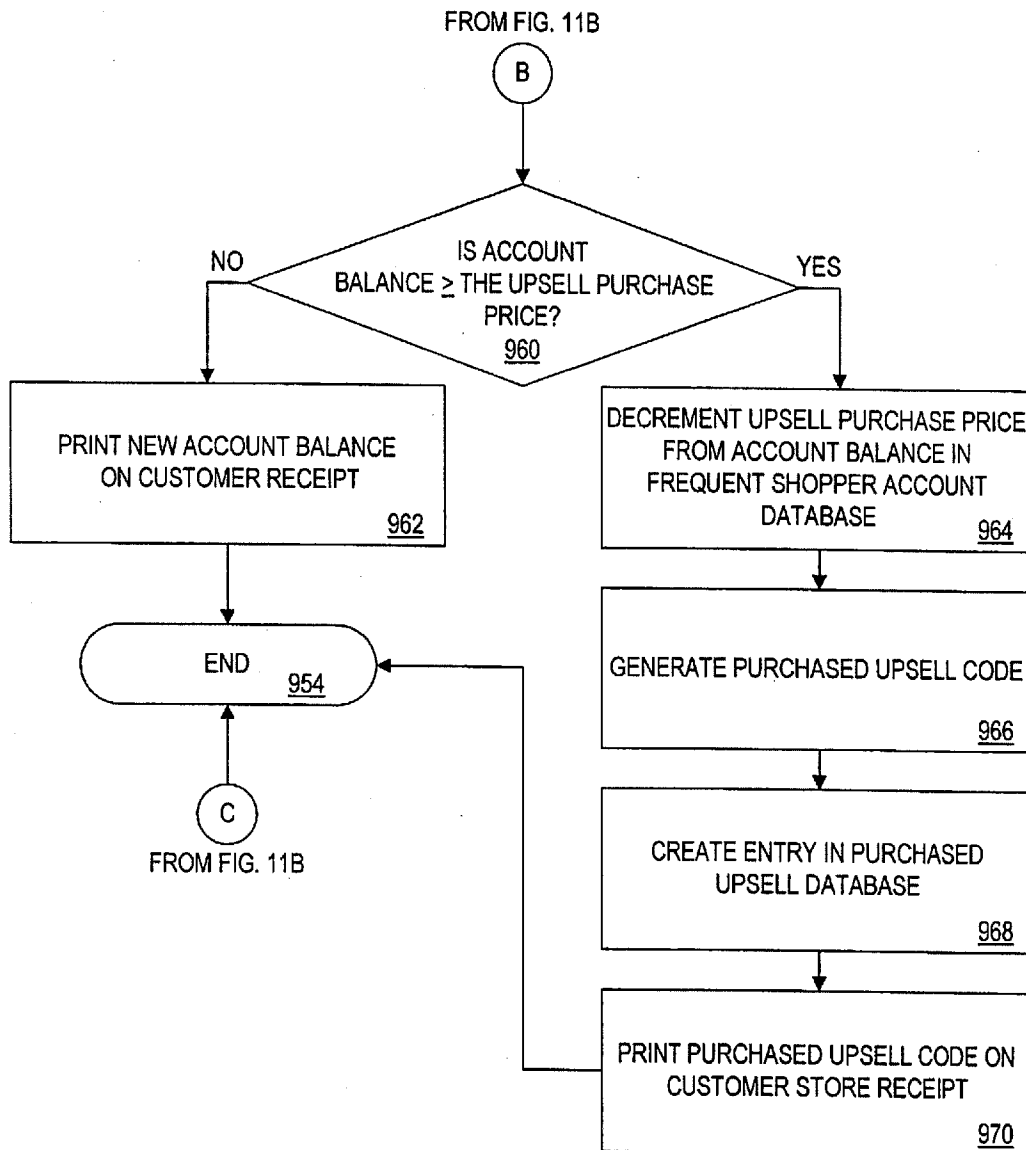 FROM FIG. 11B
B
IS ACCOUNT
BALANCE ≥ THE UPSELL PURCHASE
PRICE?
960
NO
YES
PRINT NEW ACCOUNT BALANCE
ON CUSTOMER RECEIPT
962
DECREMENT UPSELL PURCHASE PRICE
FROM ACCOUNT BALANCE IN
FREQUENT SHOPPER ACCOUNT
DATABASE
964
END
954
GENERATE PURCHASED UPSELL CODE
966
C
FROM FIG. 11B
CREATE ENTRY IN PURCHASED
UPSELL DATABASE
968
PRINT PURCHASED UPSELL CODE ON
CUSTOMER STORE RECEIPT
970